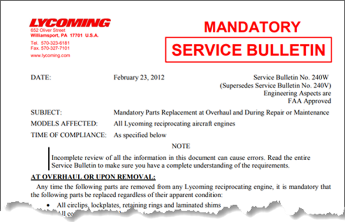 LYCOMING
652 Oliver Street
Williamsport, PA 17701 U.S.A.
Tel. 570-323-6181
Fax. 570-327-7101
www.lycoming.com
MANDATORY
SERVICE BULLETIN
DATE: February 23, 2012 Service Bulletin No. 240W
(Supersedes Service Bulletin No. 240V)
Engineering Aspects are
FAA Approved
SUBJECT: Mandatory Parts Replacement at Overhaul and During Repair or Maintenance
MODELS AFFECTED: All Lycoming reciprocating aircraft engines
TIME OF COMPLIANCE: As specified below
NOTE
Incomplete review of all the information in this document can cause errors. Read the entire
Service Bulletin to make sure you have a complete understanding of the requirements.
AT OVERHAUL OR UPON REMOVAL:
Any time the following parts are removed from any Lycoming reciprocating engine, it is mandatory that
the following parts be replaced regardless of their apparent condition:
• All circlips, lockplates, retaining rings and laminated shims